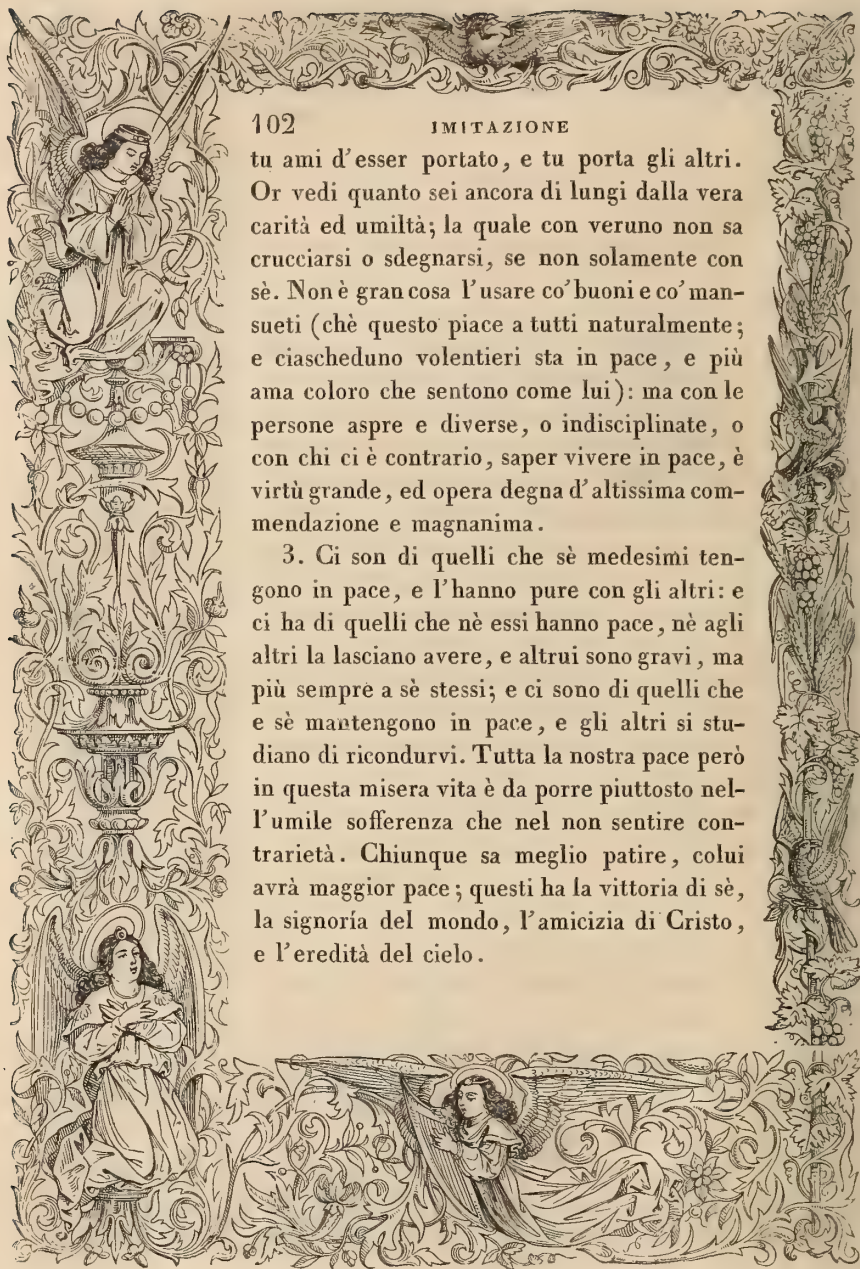 102 IMITAZIONE
tu ami d'esser portato, e tu porta gli altri.
Or vedi quanto sei ancora di lungi dalla vera
carità ed umiltà; la quale con veruno non sa
crucciarsi o sdegnarsi, se non solamente con
sè. Non è gran cosa l'usare co' buoni e co' man-
sueti (chè questo piace a tutti naturalmente;
e ciascheduno volentieri sta in pace, e più
ama coloro che sentono come lui): ma con le
persone aspre e diverse, o indisciplinate, o
con chi ci è contrario, saper vivere in pace, è
virtù grande, ed opera degna d'altissima com-
mendazione e magnanima.
3. Ci son di quelli che sè medesimi ten-
gono in pace, e l'hanno pure con gli altri: e
ci ha di quelli che nè essi hanno pace, nè agli
altri la lasciano avere, e altrui sono gravi, ma
più sempre a sè stessi; e ci sono di quelli che
e sè mantengono in pace, e gli altri si stu-
diano di ricondurvi. Tutta la nostra pace però
in questa misera vita è da porre piuttosto nel-
l'umile sofferenza che nel non sentire con-
trarietà. Chiunque sa meglio patire, colui
avrà maggior pace; questi ha la vittoria di sè,
la signoría del mondo, l'amicizia di Cristo,
e l'eredità del cielo.